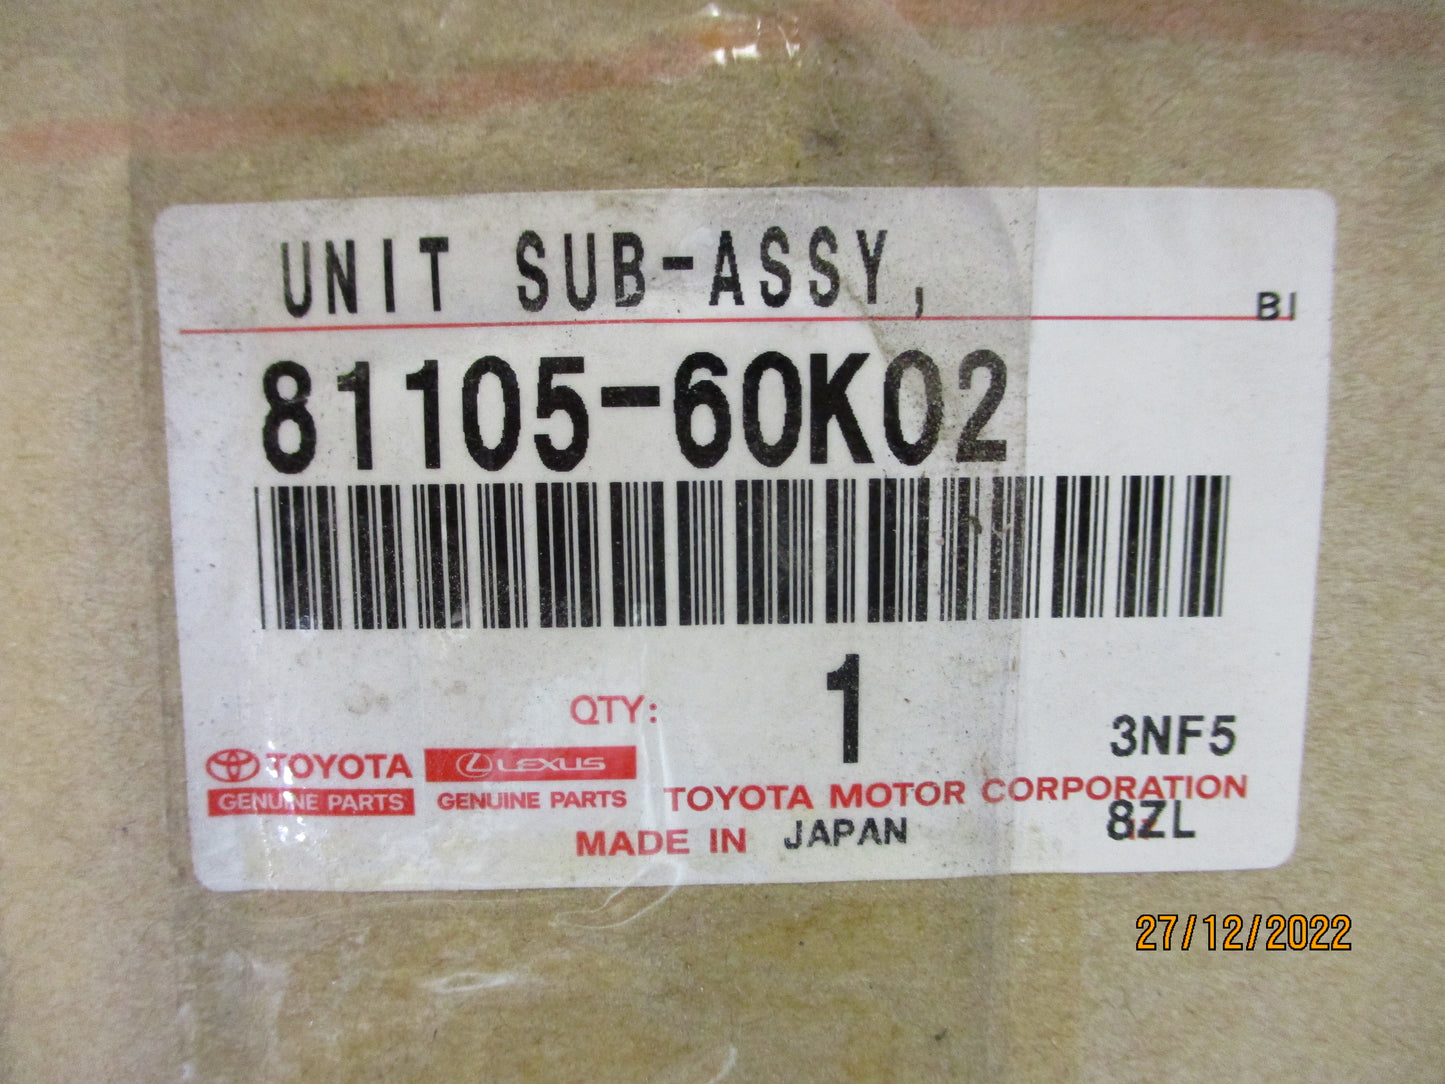 UNIT SUB-ASSY,
BI
81105-60K02
QTY: 1
3NF5
TOYOTA LEXUS
GENUINE PARTS GENUINE PARTS TOYOTA MOTOR CORPORATION
MADE IN JAPAN 8ZL
27/12/2022